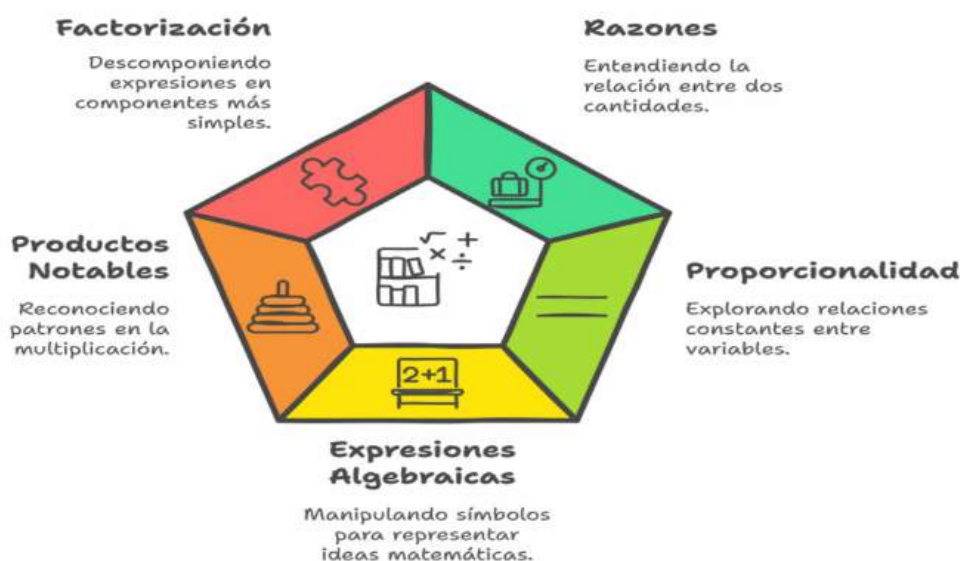 Factorización
Descomponiendo
expresiones en
componentes más
simples.
Razones
Entendiendo la
relación entre dos
cantidades.
Productos
Notables
Reconociendo
patrones en la
multiplicación.
√ +
× ÷
Proporcionalidad
Explorando relaciones
constantes entre
variables.
2+1
Expresiones
Algebraicas
Manipulando símbolos
para representar
ideas matemáticas.